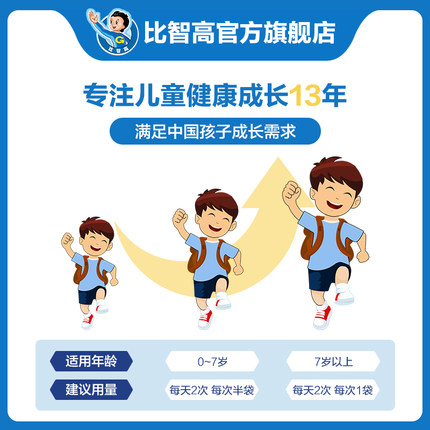 比智高官方旗舰店
专注儿童健康成长13年
满足中国孩子成长需求
适用年龄 0~7岁 7岁以上
建议用量 每天2次 每次半袋 每天2次 每次1袋